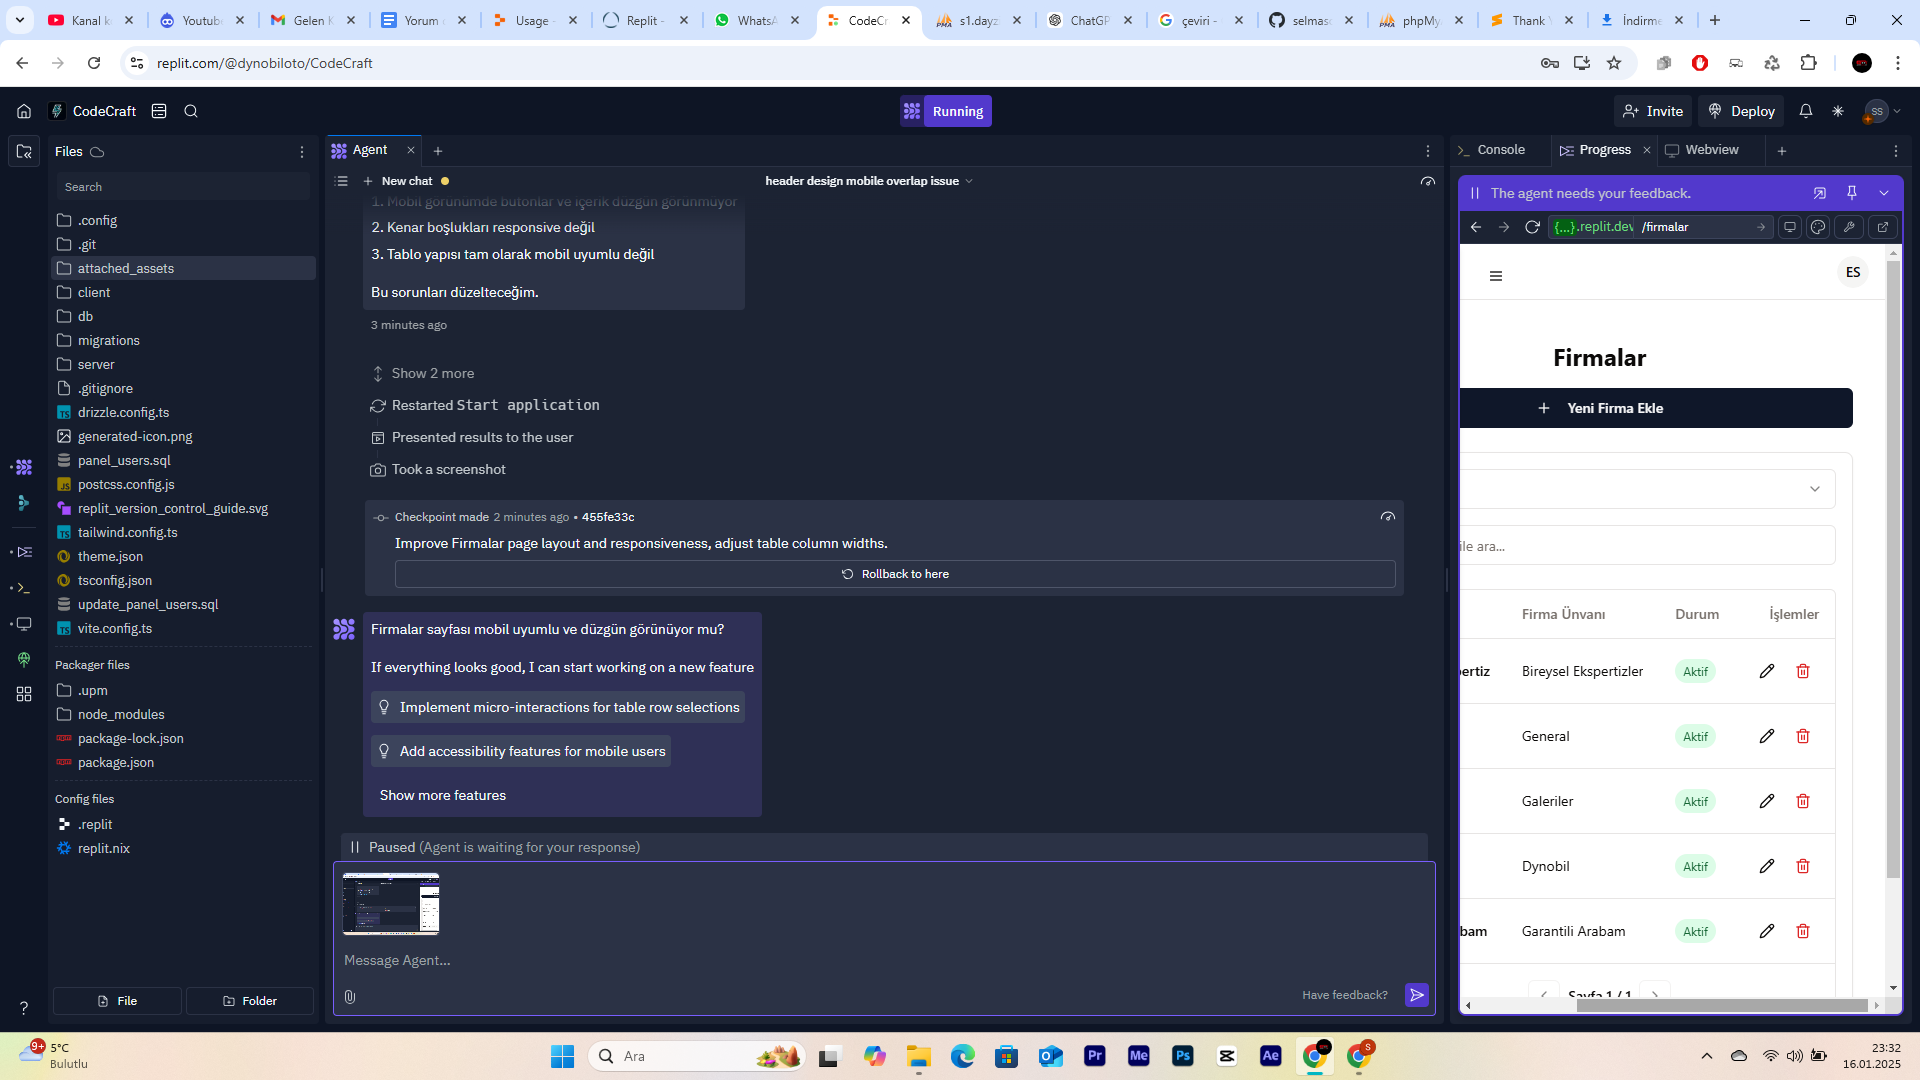 Kanal k
Youtube
Gelen K
Yorum
Usage -
Replit -
WhatsA
CodeCr
s1.dayz
ChatGP
çeviri -
selmas
phpMy
Thank
İndirme
replit.com/@dynobiloto/CodeCraft
CodeCraft
Running
Invite
Deploy
SS
Files
Search
.config
.git
attached_assets
client
db
migrations
server
.gitignore
drizzle.config.ts
generated-icon.png
panel_users.sql
postcss.config.js
replit_version_control_guide.svg
tailwind.config.ts
theme.json
tsconfig.json
update_panel_users.sql
vite.config.ts
Packager files
.upm
node_modules
package-lock.json
package.json
Config files
.replit
replit.nix
File
Folder
Agent
New chat
header design mobile overlap issue
1. Mobil görünümde butonlar ve içerik düzgün görünmüyor
2. Kenar boşlukları responsive değil
3. Tablo yapısı tam olarak mobil uyumlu değil
Bu sorunları düzelteceğim.
3 minutes ago
Show 2 more
Restarted Start application
Presented results to the user
Took a screenshot
Checkpoint made 2 minutes ago • 455fe33c
Improve Firmalar page layout and responsiveness, adjust table column widths.
Rollback to here
Firmalar sayfası mobil uyumlu ve düzgün görünüyor mu?
If everything looks good, I can start working on a new feature
Implement micro-interactions for table row selections
Add accessibility features for mobile users
Show more features
Paused (Agent is waiting for your response)
Message Agent...
Have feedback?
Console
Progress
Webview
The agent needs your feedback.
{...}.replit.dev /firmalar
ES
Firmalar
+ Yeni Firma Ekle
ile ara...
Firma Ünvanı Durum İşlemler
ertiz Bireysel Ekspertizler Aktif
General Aktif
Galeriler Aktif
Dynobil Aktif
bam Garantili Arabam Aktif
Sayfa 1 / 1
9+
5°C
Bulutlu
Ara
Pr
Me
Ps
Ae
S
23:32
16.01.2025